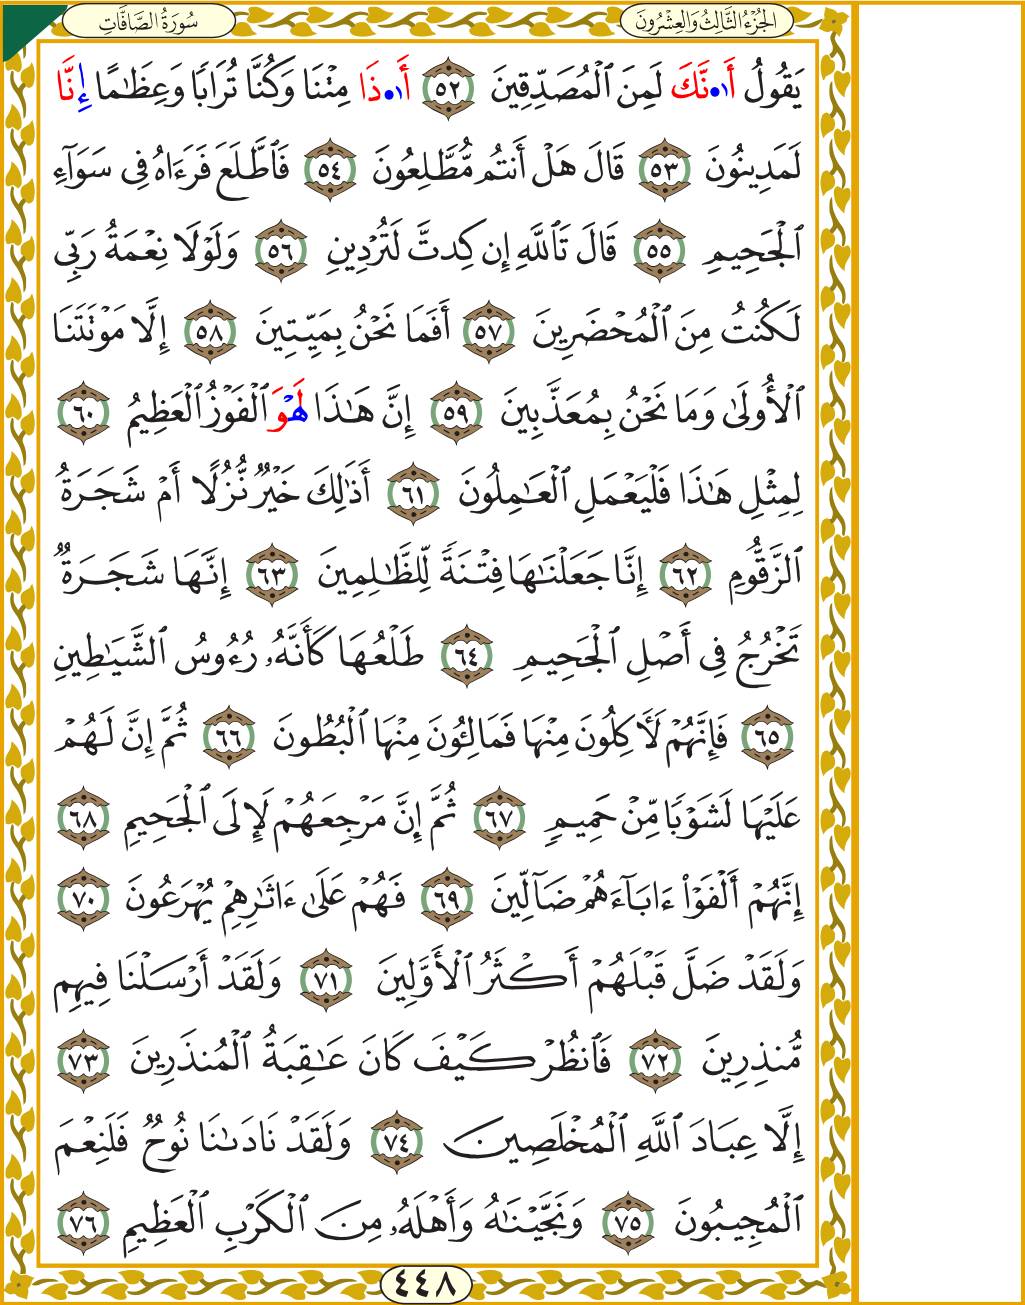 الجُزْءُ الثَّالِثُ وَالعِشْرُونَ
سُورَةُ الصَّافَّاتِ
يَقُولُ أَ۟ا۬نَّكَ لَمِنَ ٱلْمُصَدِّقِينَ ٥٢ أَ۟ا۬ذَا مِتْنَا وَكُنَّا تُرَابًا وَعِظَٰمًا إِنَّا
لَمَدِينُونَ ٥٣ قَالَ هَلْ أَنتُم مُّطَّلِعُونَ ٥٤ فَٱطَّلَعَ فَرَءَاهُ فِى سَوَآءِ
ٱلْجَحِيمِ ٥٥ قَالَ تَٱللَّهِ إِن كِدتَّ لَتُرْدِينِ ٥٦ وَلَوْلَا نِعْمَةُ رَبِّى
لَكُنتُ مِنَ ٱلْمُحْضَرِينَ ٥٧ أَفَمَا نَحْنُ بِمَيِّتِينَ ٥٨ إِلَّا مَوْتَتَنَا
ٱلْأُولَىٰ وَمَا نَحْنُ بِمُعَذَّبِينَ ٥٩ إِنَّ هَٰذَا لَهْوَ ٱلْفَوْزُ ٱلْعَظِيمُ ٦٠
لِمِثْلِ هَٰذَا فَلْيَعْمَلِ ٱلْعَٰمِلُونَ ٦١ أَذَٰلِكَ خَيْرٌ نُّزُلًا أَمْ شَجَرَةُ
ٱلزَّقُّومِ ٦٢ إِنَّا جَعَلْنَٰهَا فِتْنَةً لِّلظَّٰلِمِينَ ٦٣ إِنَّهَا شَجَرَةٌ
تَخْرُجُ فِى أَصْلِ ٱلْجَحِيمِ ٦٤ طَلْعُهَا كَأَنَّهُۥ رُءُوسُ ٱلشَّيَٰطِينِ
٦٥ فَإِنَّهُمْ لَأَكِلُونَ مِنْهَا فَمَالِـُٔونَ مِنْهَا ٱلْبُطُونَ ٦٦ ثُمَّ إِنَّ لَهُمْ
عَلَيْهَا لَشَوْبًا مِّنْ حَمِيمٍ ٦٧ ثُمَّ إِنَّ مَرْجِعَهُمْ لَإِلَى ٱلْجَحِيمِ ٦٨
إِنَّهُمْ أَلْفَوْا۟ ءَابَآءَهُمْ ضَآلِّينَ ٦٩ فَهُمْ عَلَىٰ ءَاثَٰرِهِمْ يُهْرَعُونَ ٧٠
وَلَقَدْ ضَلَّ قَبْلَهُمْ أَكْثَرُ ٱلْأَوَّلِينَ ٧١ وَلَقَدْ أَرْسَلْنَا فِيهِم
مُّنذِرِينَ ٧٢ فَٱنظُرْ كَيْفَ كَانَ عَٰقِبَةُ ٱلْمُنذَرِينَ ٧٣
إِلَّا عِبَادَ ٱللَّهِ ٱلْمُخْلَصِينَ ٧٤ وَلَقَدْ نَادَىٰنَا نُوحٌ فَلَنِعْمَ
ٱلْمُجِيبُونَ ٧٥ وَنَجَّيْنَٰهُ وَأَهْلَهُۥ مِنَ ٱلْكَرْبِ ٱلْعَظِيمِ ٧٦
٤٤٨